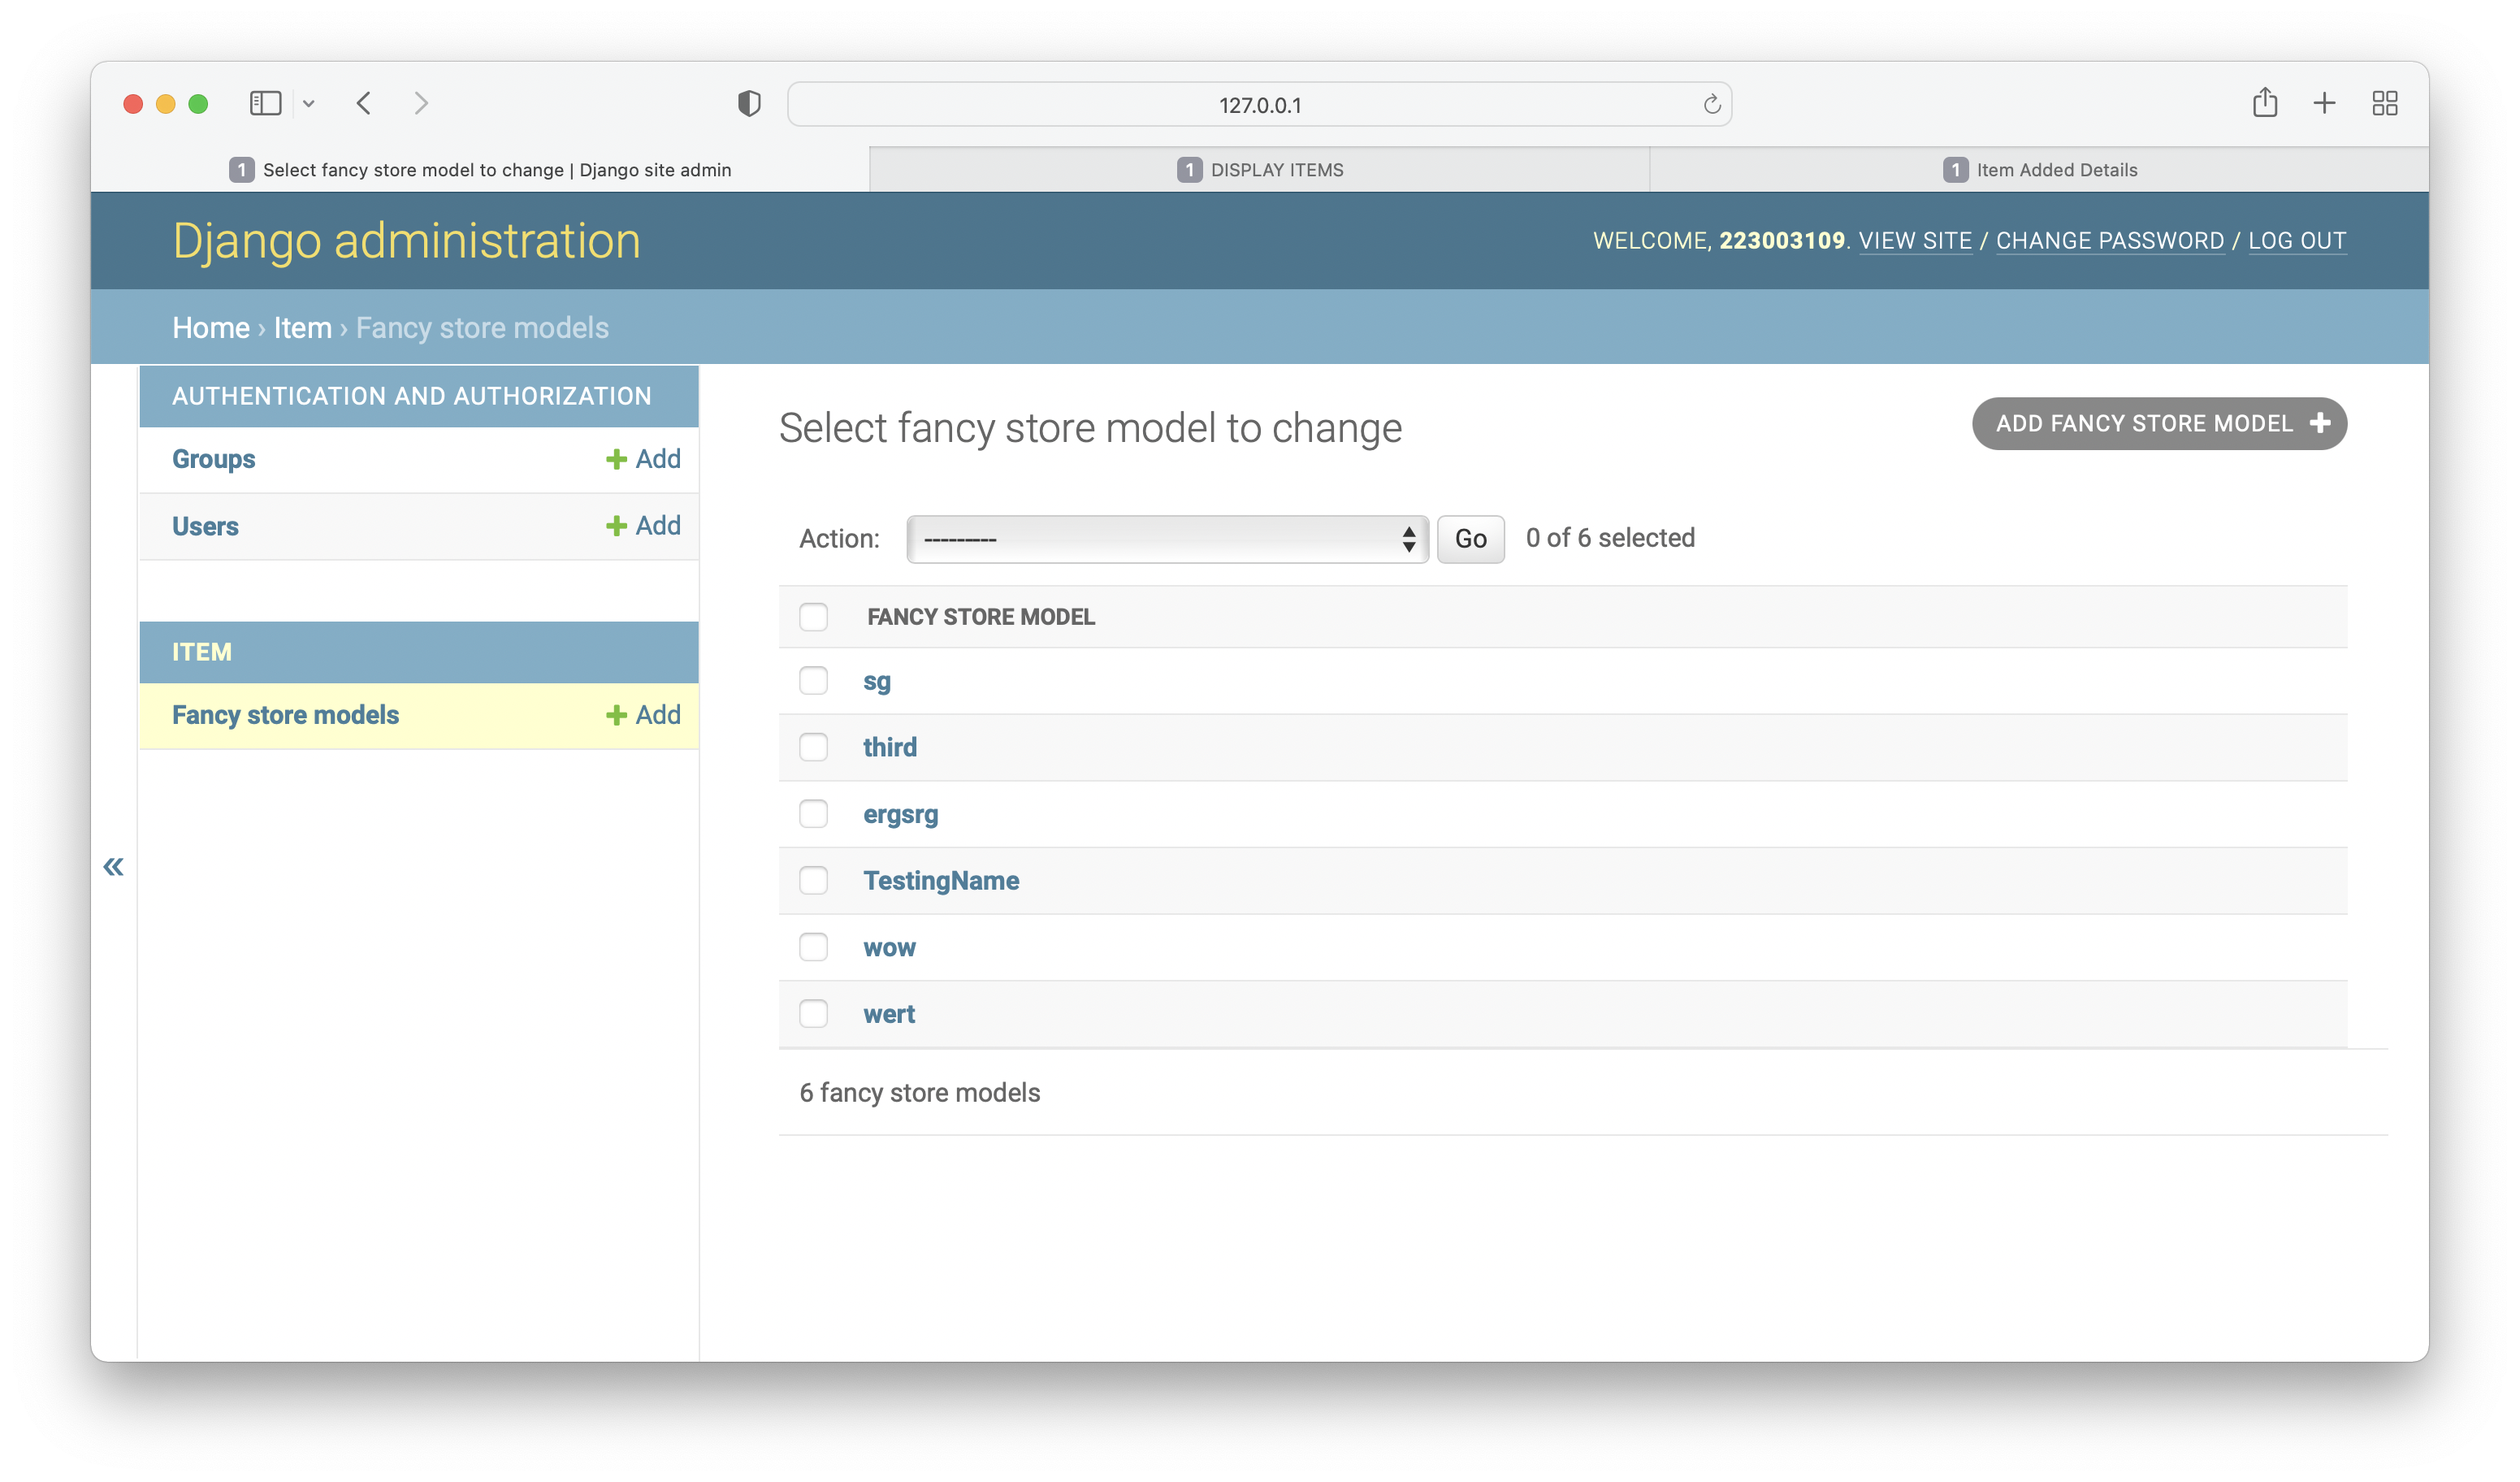 127.0.0.1
1 Select fancy store model to change | Django site admin
1 DISPLAY ITEMS
1 Item Added Details
Django administration
WELCOME, 223003109. VIEW SITE / CHANGE PASSWORD / LOG OUT
Home › Item › Fancy store models
AUTHENTICATION AND AUTHORIZATION
Groups + Add
Users + Add
ITEM
Fancy store models + Add
«
Select fancy store model to change
ADD FANCY STORE MODEL +
Action: --------- Go 0 of 6 selected
FANCY STORE MODEL
sg
third
ergsrg
TestingName
wow
wert
6 fancy store models